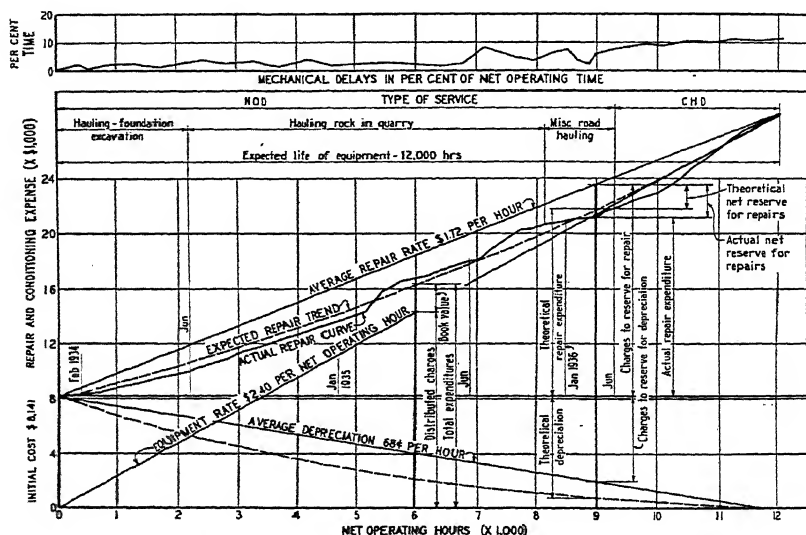 PER CENT
TIME
20
10
0
MECHANICAL DELAYS IN PER CENT OF NET OPERATING TIME
NOD
TYPE OF SERVICE
CHD
Hauling-foundation
excavation
Hauling rock in quarry
Misc road
hauling
Expected life of equipment-12,000 hrs
REPAIR AND CONDITIONING EXPENSE (X $1,000)
INITIAL COST $8,141
24
20
16
12
8
4
0
Theoretical
net reserve
for repairs
Actual net
reserve for
repairs
AVERAGE REPAIR RATE $1.72 PER HOUR
EXPECTED REPAIR TREND
ACTUAL REPAIR CURVE
EQUIPMENT RATE $2.40 PER NET OPERATING HOUR
AVERAGE DEPRECIATION 68¢ PER HOUR
Feb 1934
Jun
Jan
1935
Jun
Jan 1936
Jun
Distributed charges
Total expenditures
Book value
Theoretical
repair expenditure
Theoretical
depreciation
Charges to reserve for repair
Charges to reserve for depreciation
Actual repair expenditure
0
1
2
3
4
5
6
7
8
9
10
11
12
NET OPERATING HOURS (X 1,000)